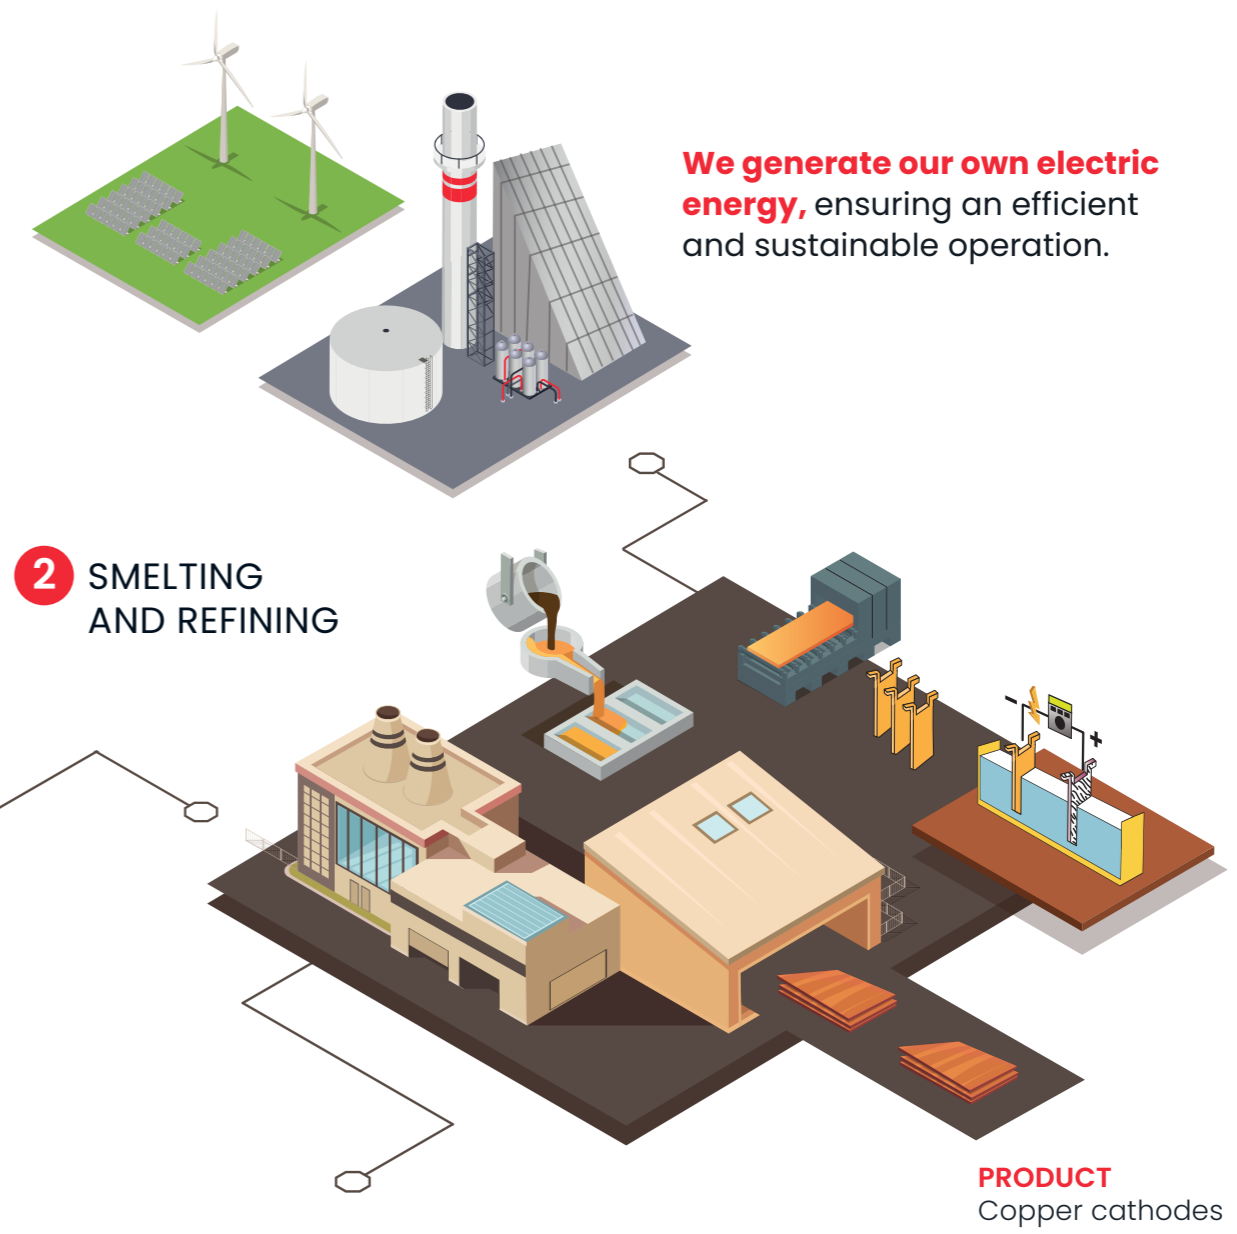 We generate our own electric
energy, ensuring an efficient
and sustainable operation.
2 SMELTING
AND REFINING
- +
PRODUCT
Copper cathodes